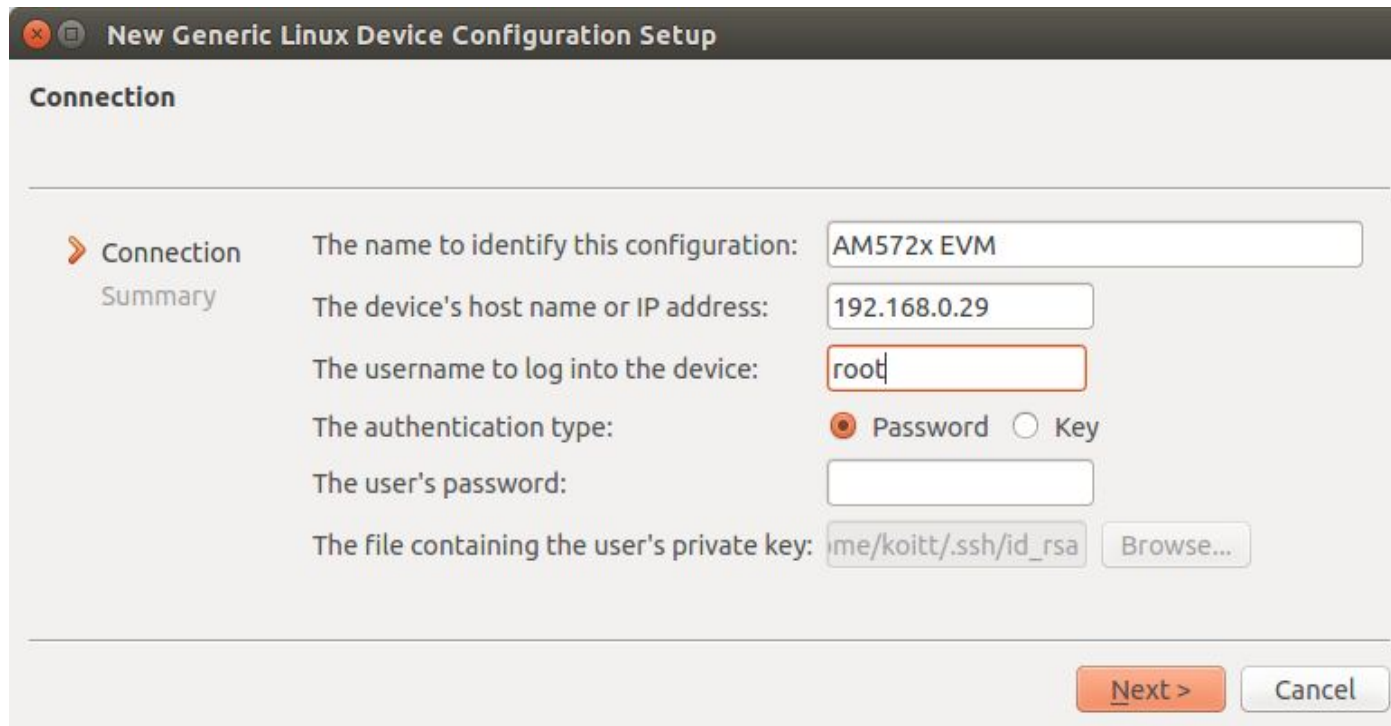 New Generic Linux Device Configuration Setup
Connection
Connection
Summary
The name to identify this configuration: AM572x EVM
The device's host name or IP address: 192.168.0.29
The username to log into the device: root
The authentication type: Password Key
The user's password:
The file containing the user's private key: ome/koitt/.ssh/id_rsa Browse...
Next > Cancel